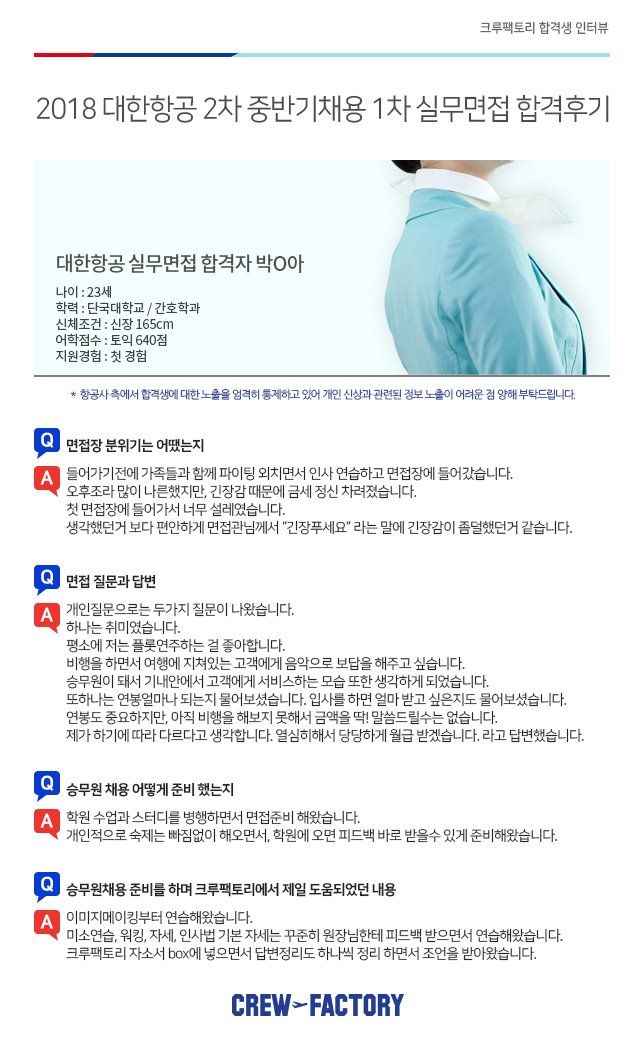 크루팩토리 합격생 인터뷰
2018 대한항공 2차 중반기채용 1차 실무면접 합격후기
대한항공 실무면접 합격자 박O아
나이 : 23세
학력 : 단국대학교 / 간호학과
신체조건 : 신장 165cm
어학점수 : 토익 640점
지원경험 : 첫 경험
* 항공사 측에서 합격생에 대한 노출을 엄격히 통제하고 있어 개인 신상과 관련된 정보 노출이 어려운 점 양해 부탁드립니다.
Q 면접장 분위기는 어땠는지
A 들어가기전에 가족들과 함께 파이팅 외치면서 인사 연습하고 면접장에 들어갔습니다.
오후조라 많이 나른했지만, 긴장감 때문에 금세 정신 차려졌습니다.
첫 면접장에 들어가서 너무 설레였습니다.
생각했던거 보다 편안하게 면접관님께서 “긴장푸세요“ 라는 말에 긴장감이 좀덜했던거 같습니다.
Q 면접 질문과 답변
A 개인질문으로는 두가지 질문이 나왔습니다.
하나는 취미였습니다.
평소에 저는 플룻연주하는 걸 좋아합니다.
비행을 하면서 여행에 지쳐있는 고객에게 음악으로 보답을 해주고 싶습니다.
승무원이 돼서 기내안에서 고객에게 서비스하는 모습 또한 생각하게 되었습니다.
또하나는 연봉얼마나 되는지 물어보셨습니다. 입사를 하면 얼마 받고 싶은지도 물어보셨습니다.
연봉도 중요하지만, 아직 비행을 해보지 못해서 금액을 딱! 말씀드릴수는 없습니다.
제가 하기에 따라 다르다고 생각합니다. 열심히해서 당당하게 월급 받겠습니다. 라고 답변했습니다.
Q 승무원 채용 어떻게 준비 했는지
A 학원 수업과 스터디를 병행하면서 면접준비 해왔습니다.
개인적으로 숙제는 빠짐없이 해오면서, 학원에 오면 피드백 바로 받을수 있게 준비해왔습니다.
Q 승무원채용 준비를 하며 크루팩토리에서 제일 도움되었던 내용
A 이미지메이킹부터 연습해왔습니다.
미소연습, 워킹, 자세, 인사법 기본 자세는 꾸준히 원장님한테 피드백 받으면서 연습해왔습니다.
크루팩토리 자소서 box에 넣으면서 답변정리도 하나씩 정리 하면서 조언을 받아왔습니다.
CREW FACTORY